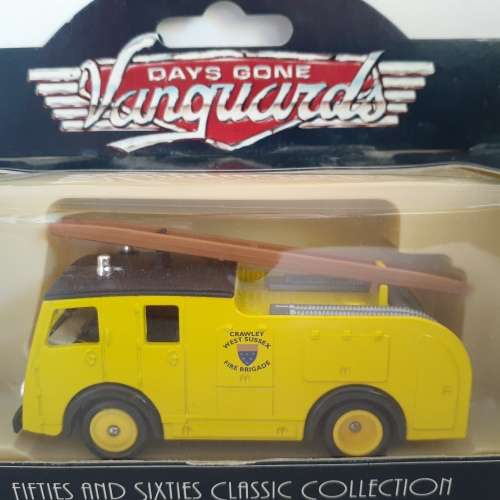 DAYS GONE
Vanguards
CRAWLEY
WEST SUSSEX
FIRE BRIGADE
FIFTIES AND SIXTIES CLASSIC COLLECTION